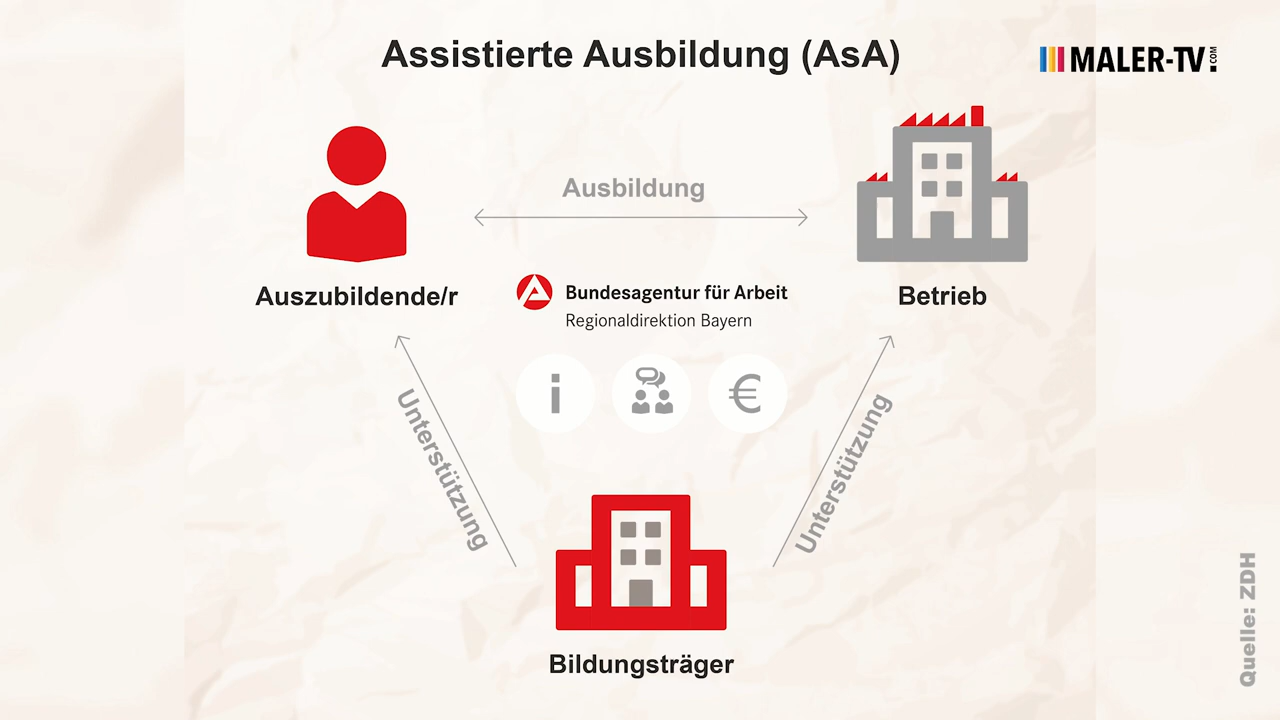 Assistierte Ausbildung (AsA)
MALER-TV.COM
Ausbildung
Auszubildende/r
Bundesagentur für Arbeit
Regionaldirektion Bayern
Betrieb
i
€
Unterstützung
Unterstützung
Bildungsträger
Quelle: ZDH